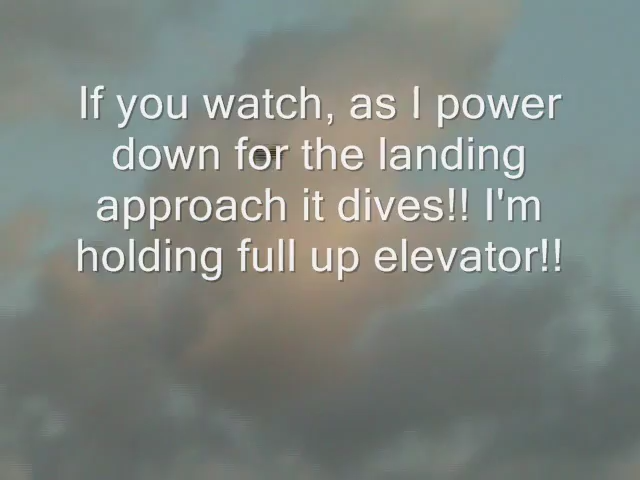 If you watch, as I power
down for the landing
approach it dives!! I'm
holding full up elevator!!